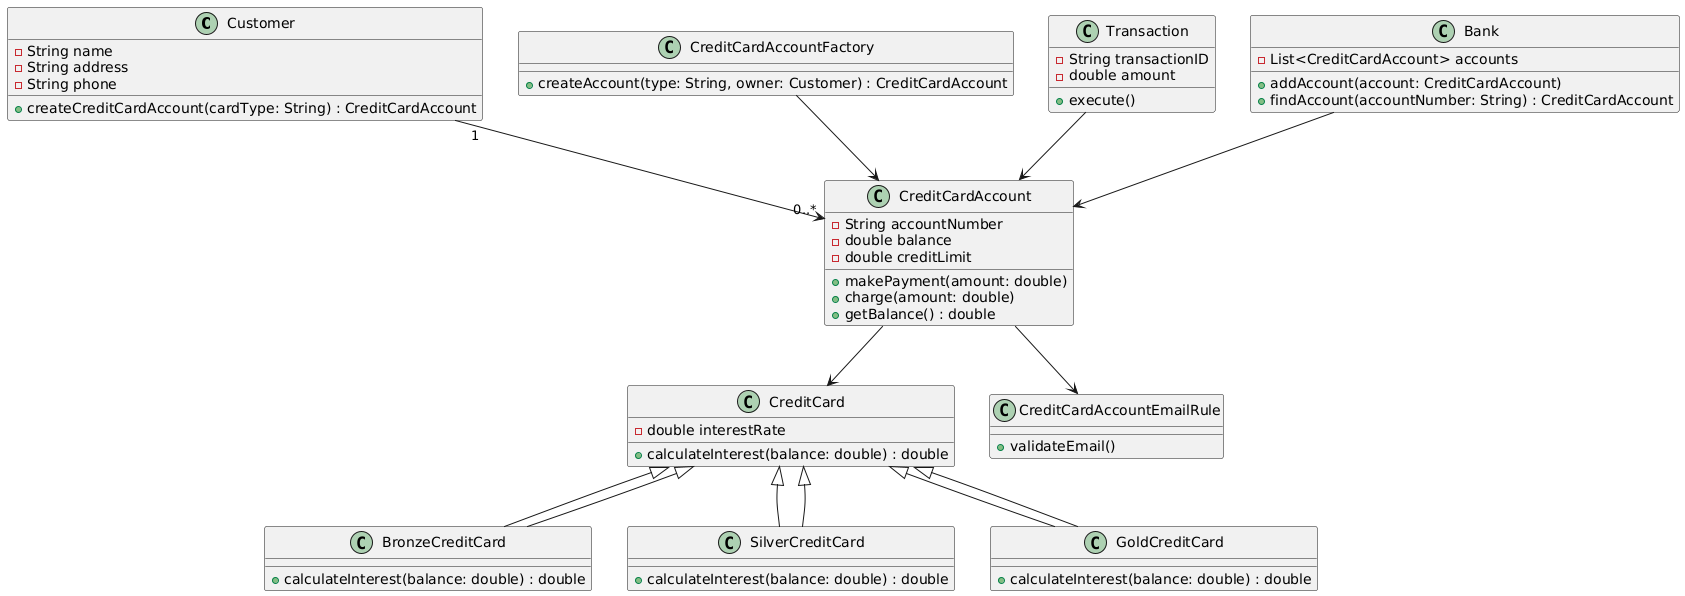 Customer
String name
String address
String phone
createCreditCardAccount(cardType: String) : CreditCardAccount
CreditCardAccountFactory
createAccount(type: String, owner: Customer) : CreditCardAccount
Transaction
String transactionID
double amount
execute()
Bank
List<CreditCardAccount> accounts
addAccount(account: CreditCardAccount)
findAccount(accountNumber: String) : CreditCardAccount
1
0..*
CreditCardAccount
String accountNumber
double balance
double creditLimit
makePayment(amount: double)
charge(amount: double)
getBalance() : double
CreditCard
double interestRate
calculateInterest(balance: double) : double
CreditCardAccountEmailRule
validateEmail()
BronzeCreditCard
calculateInterest(balance: double) : double
SilverCreditCard
calculateInterest(balance: double) : double
GoldCreditCard
calculateInterest(balance: double) : double